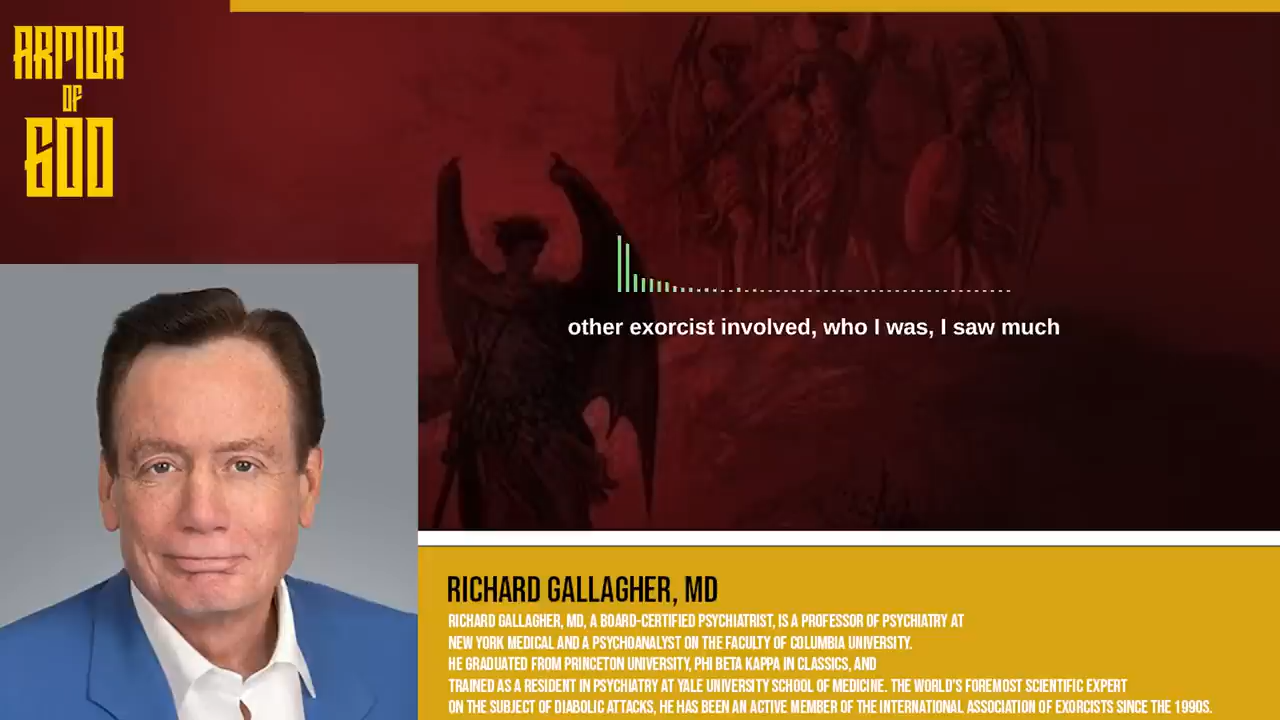 ARMOR
OF
GOD
other exorcist involved, who I was, I saw much
RICHARD GALLAGHER, MD
RICHARD GALLAGHER, MD, A BOARD-CERTIFIED PSYCHIATRIST, IS A PROFESSOR OF PSYCHIATRY AT
NEW YORK MEDICAL AND A PSYCHOANALYST ON THE FACULTY OF COLUMBIA UNIVERSITY.
HE GRADUATED FROM PRINCETON UNIVERSITY, PHI BETA KAPPA IN CLASSICS, AND
TRAINED AS A RESIDENT IN PSYCHIATRY AT YALE UNIVERSITY SCHOOL OF MEDICINE. THE WORLD'S FOREMOST SCIENTIFIC EXPERT
ON THE SUBJECT OF DIABOLIC ATTACKS, HE HAS BEEN AN ACTIVE MEMBER OF THE INTERNATIONAL ASSOCIATION OF EXORCISTS SINCE THE 1990S.